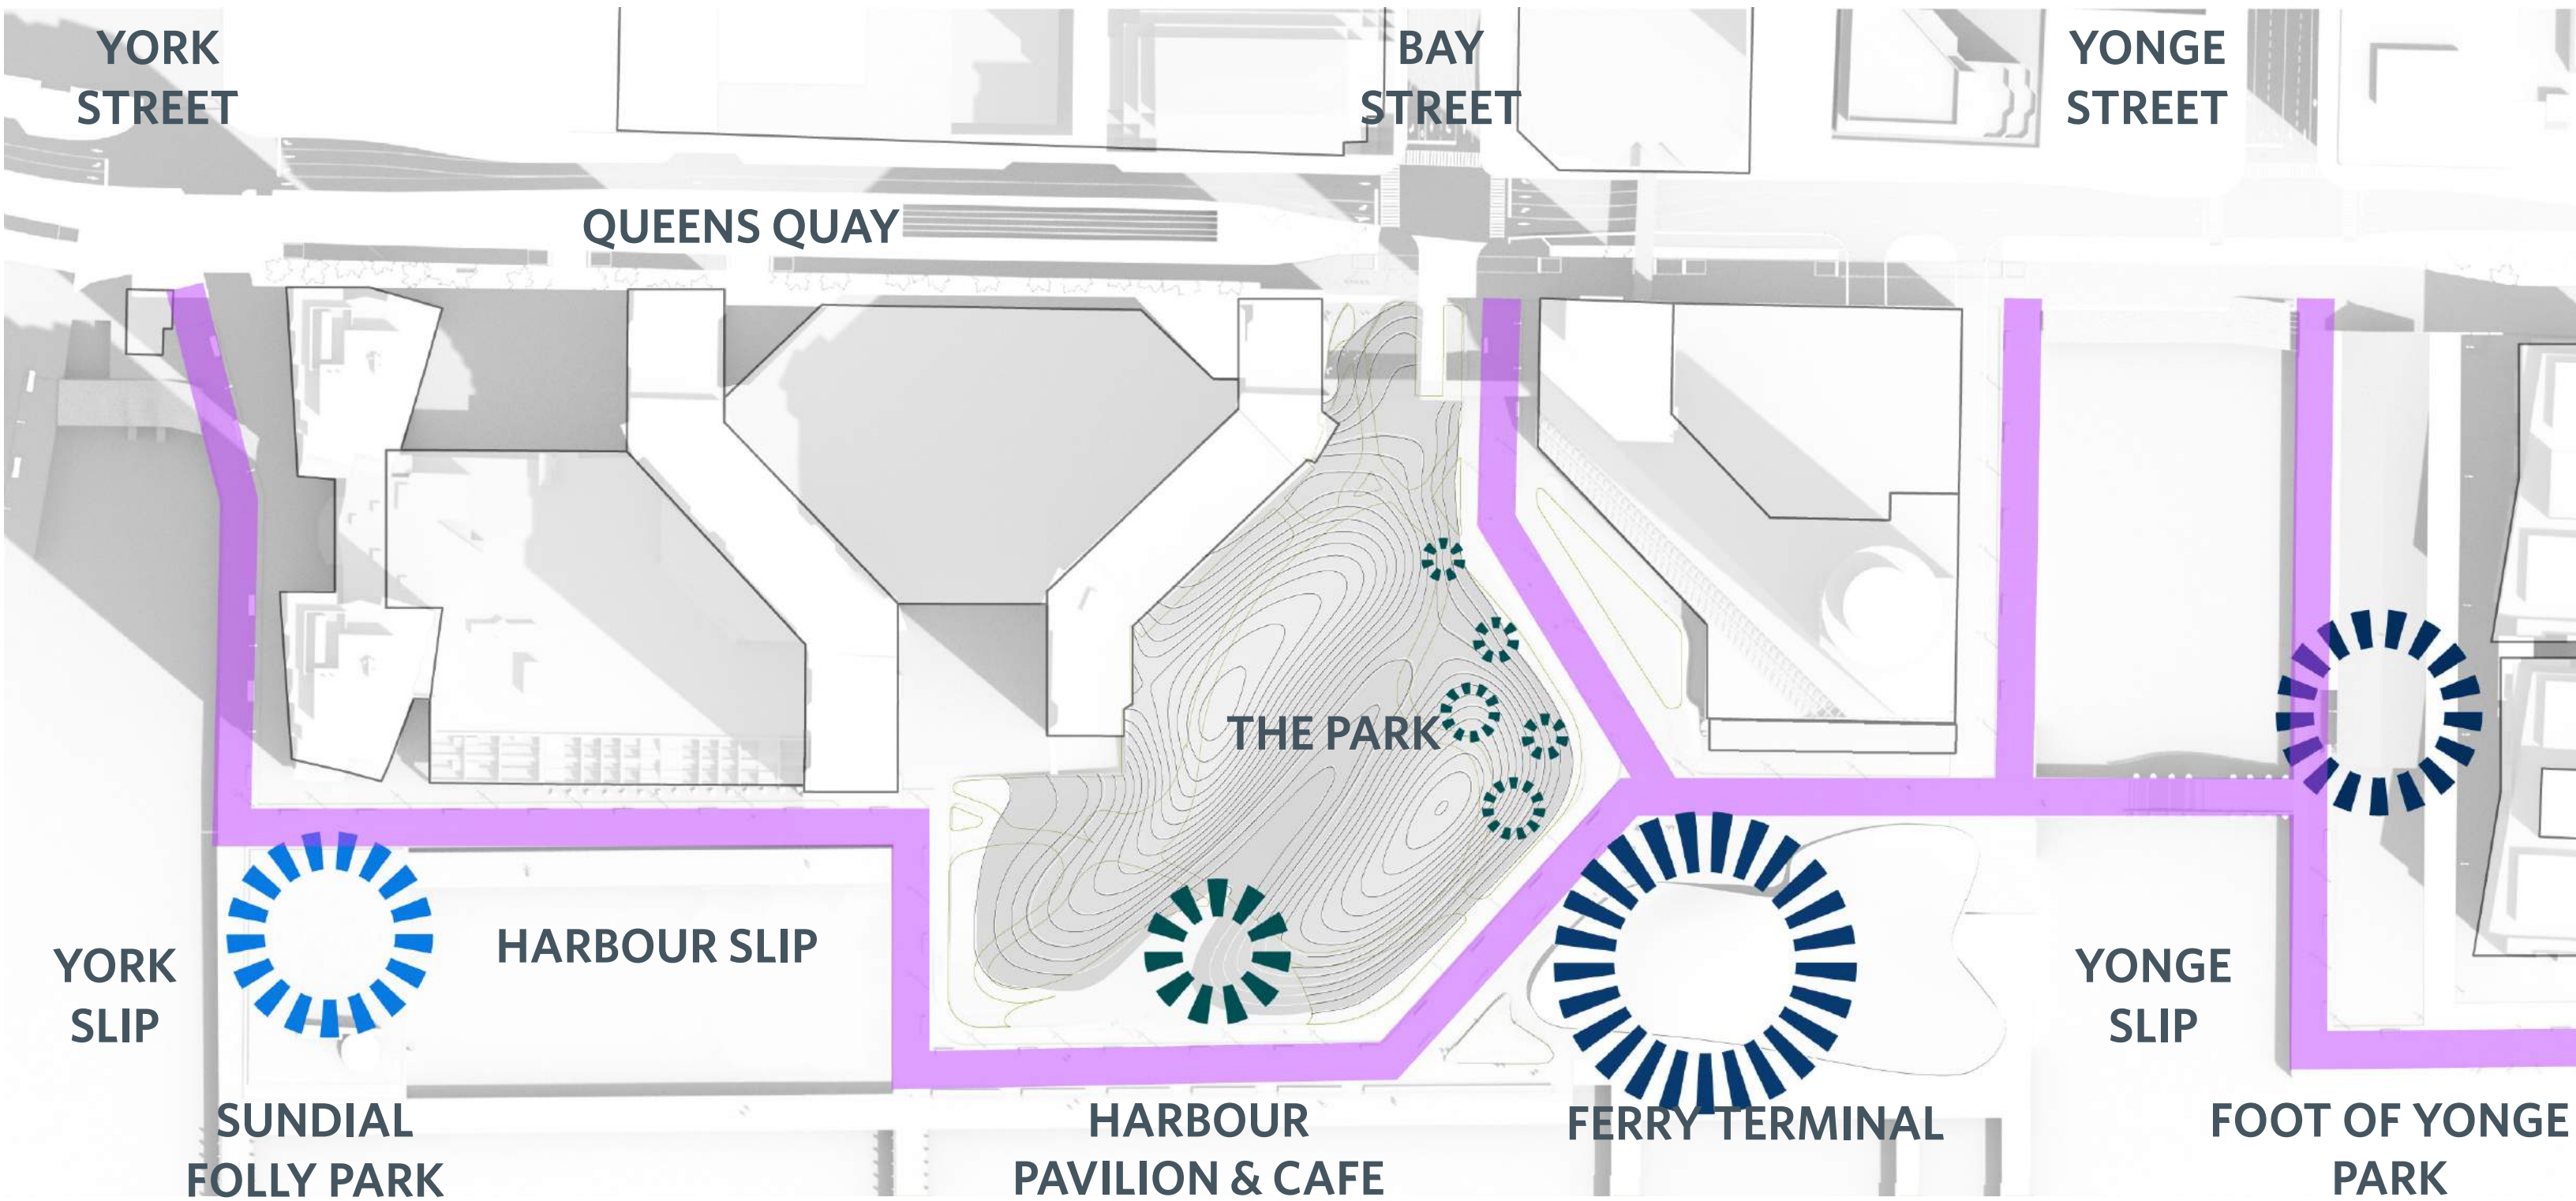 YORK
STREET
BAY
STREET
YONGE
STREET
QUEENS QUAY
THE PARK
HARBOUR SLIP
YORK
SLIP
YONGE
SLIP
SUNDIAL
FOLLY PARK
HARBOUR
PAVILION & CAFE
FERRY TERMINAL
FOOT OF YONGE
PARK